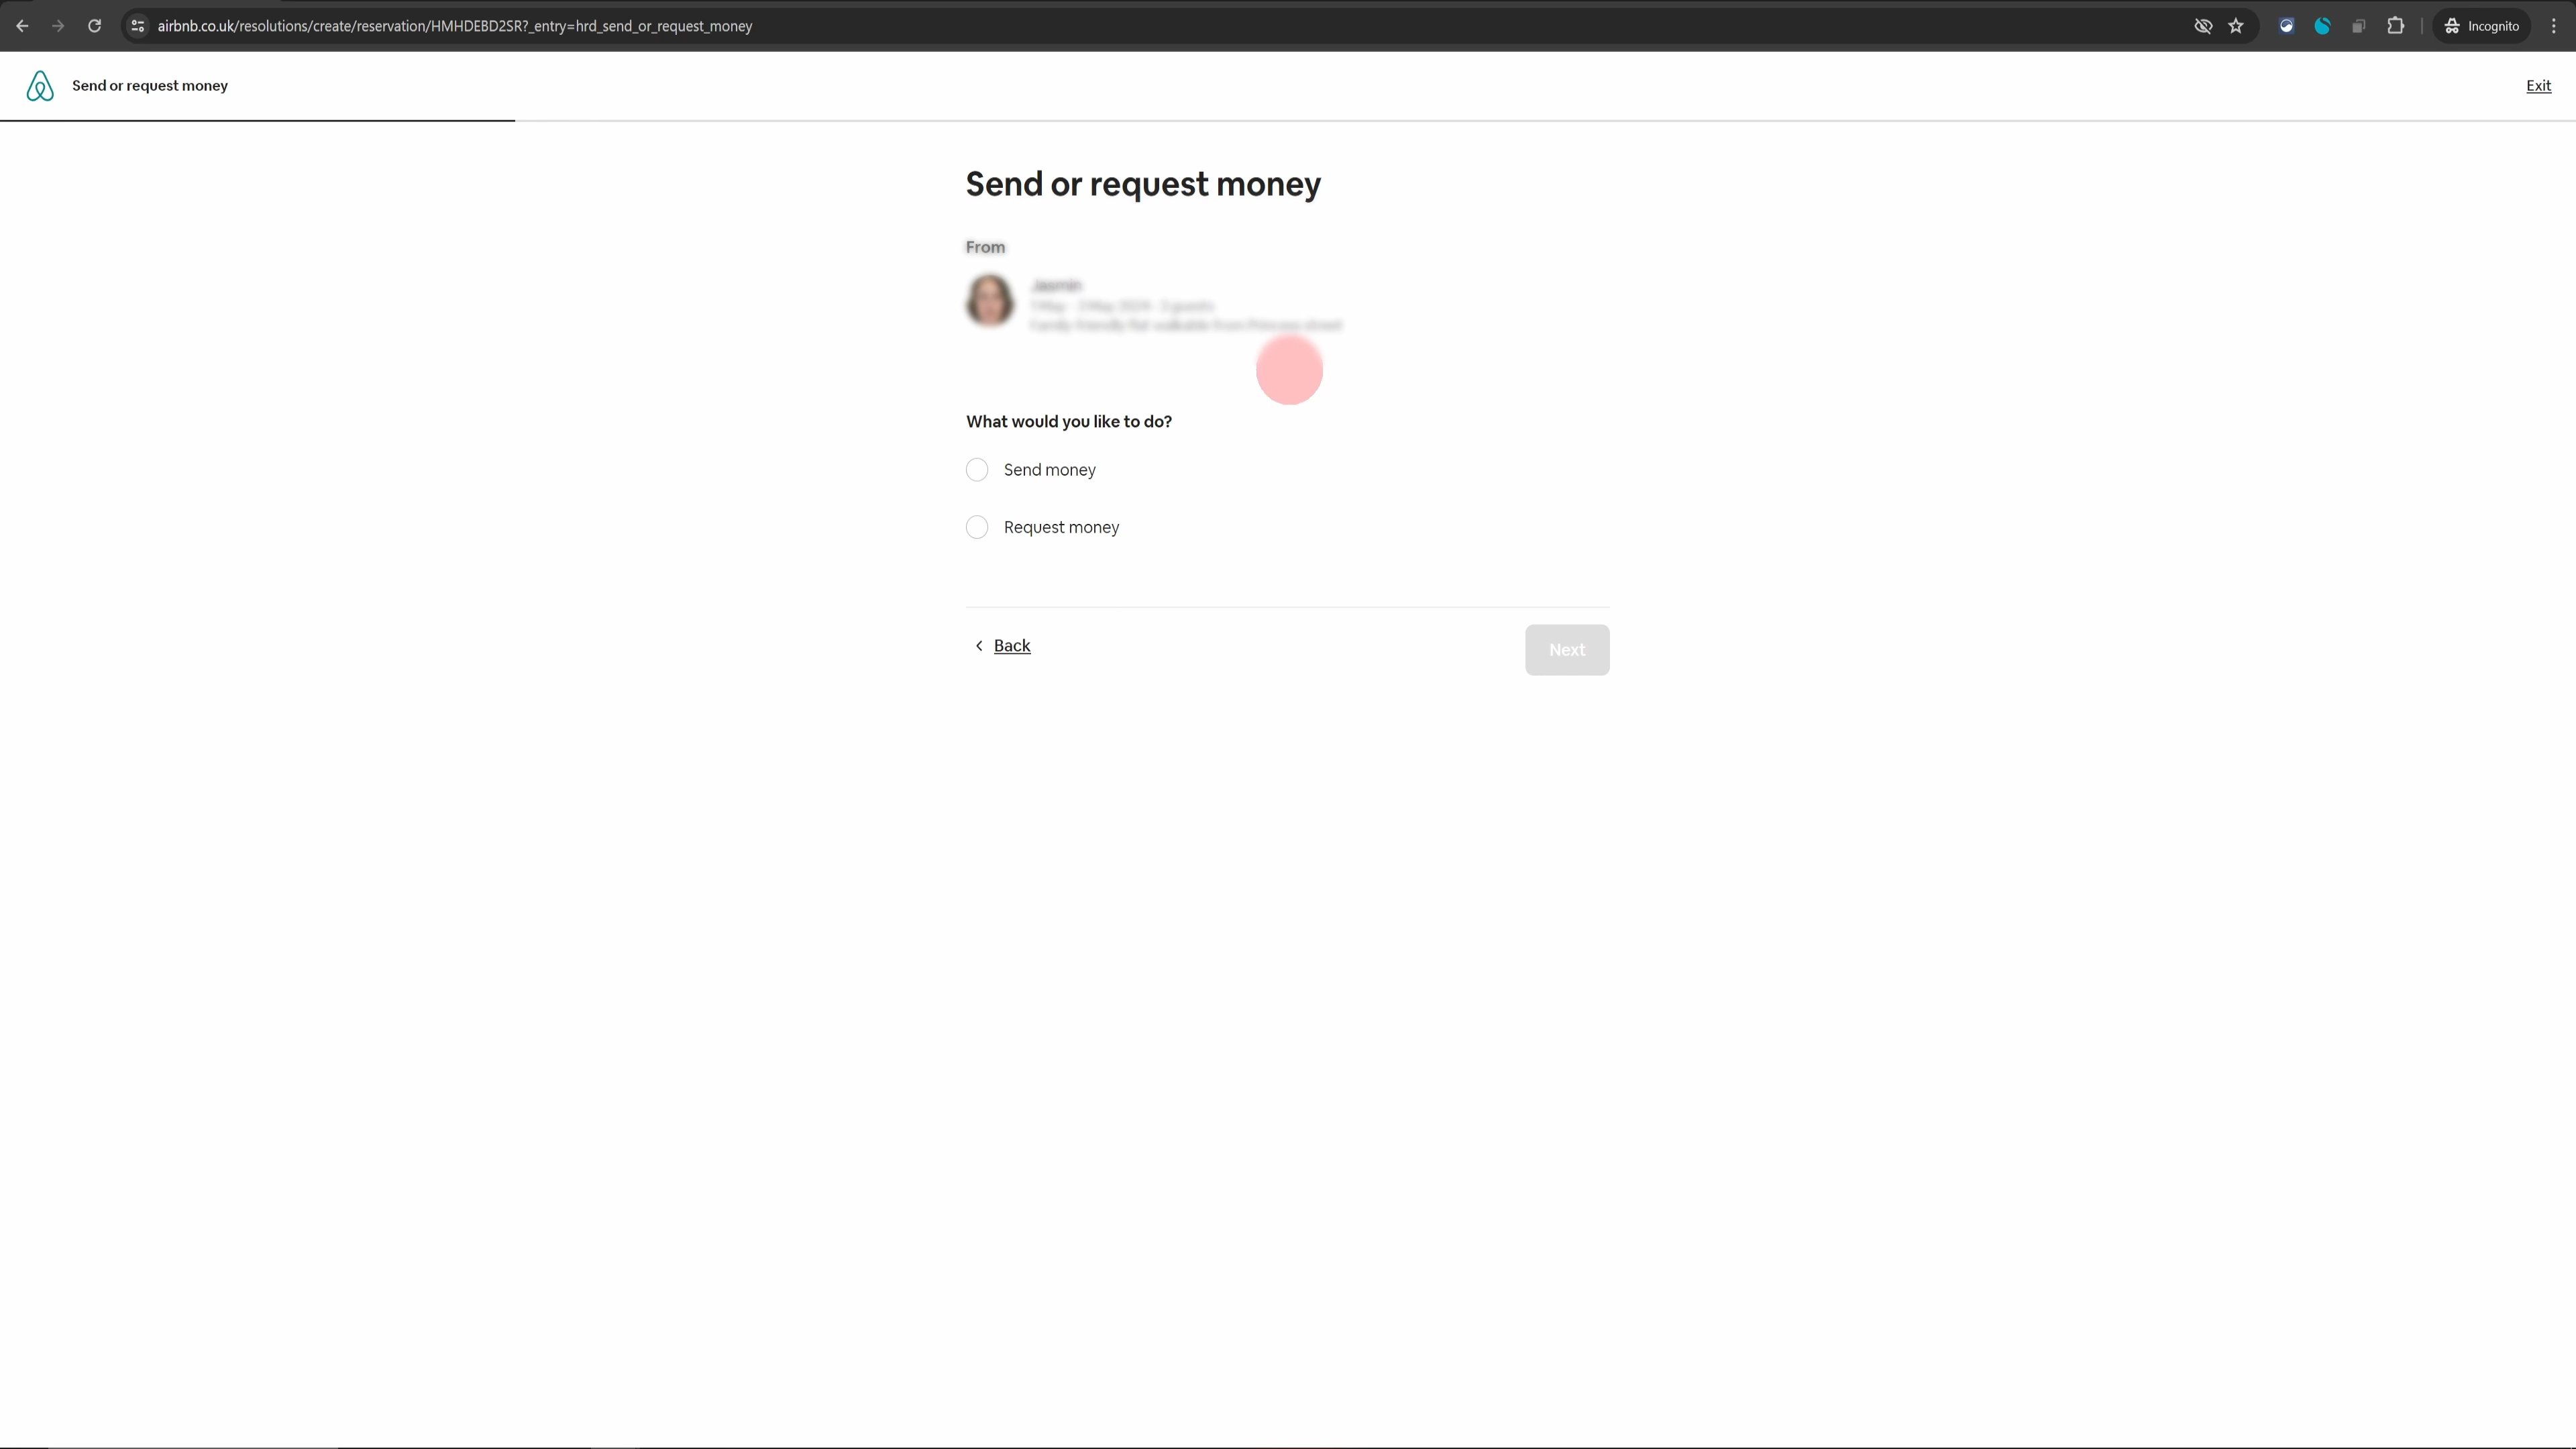 airbnb.co.uk/resolutions/create/reservation/HMHDEBD2SR?_entry=hrd_send_or_request_money
Incognito
Send or request money
Exit
Send or request money
From
Jasmin
What would you like to do?
Send money
Request money
Back
Next